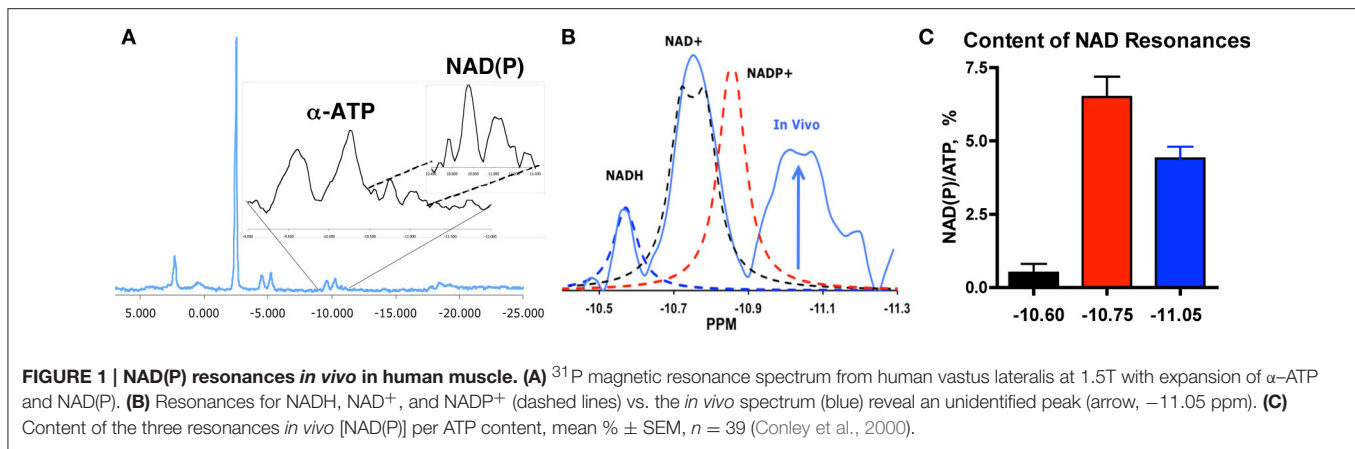 A
NAD(P)
α-ATP
5.000 0.000 -5.000 -10.000 -15.000 -20.000 -25.000
B
NAD+
NADP+
In Vivo
NADH
-10.5 -10.7 -10.9 -11.1 -11.3
PPM
C
Content of NAD Resonances
NAD(P)/ATP, %
7.5
5.0
2.5
0.0
-10.60 -10.75 -11.05
FIGURE 1 | NAD(P) resonances in vivo in human muscle. (A) ³¹P magnetic resonance spectrum from human vastus lateralis at 1.5T with expansion of α–ATP
and NAD(P). (B) Resonances for NADH, NAD⁺, and NADP⁺ (dashed lines) vs. the in vivo spectrum (blue) reveal an unidentified peak (arrow, −11.05 ppm). (C)
Content of the three resonances in vivo [NAD(P)] per ATP content, mean % ± SEM, n = 39 (Conley et al., 2000).